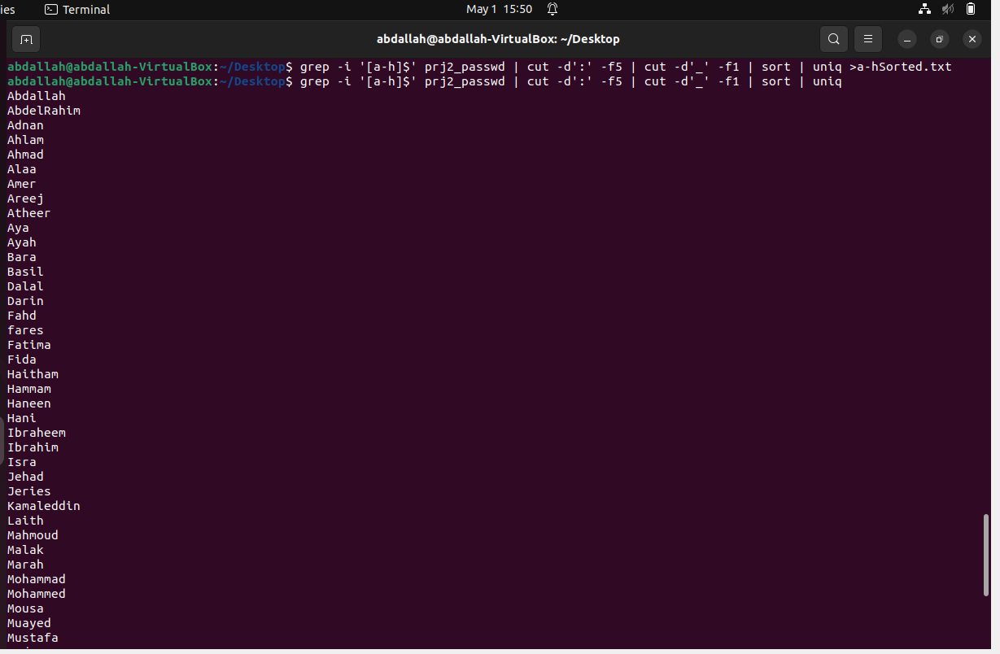 ies Terminal May 1 15:50
abdallah@abdallah-VirtualBox: ~/Desktop
abdallah@abdallah-VirtualBox:~/Desktop$ grep -i '[a-h]$' prj2_passwd | cut -d':' -f5 | cut -d'_' -f1 | sort | uniq >a-hSorted.txt
abdallah@abdallah-VirtualBox:~/Desktop$ grep -i '[a-h]$' prj2_passwd | cut -d':' -f5 | cut -d'_' -f1 | sort | uniq
Abdallah
AbdelRahim
Adnan
Ahlam
Ahmad
Alaa
Amer
Areej
Atheer
Aya
Ayah
Bara
Basil
Dalal
Darin
Fahd
fares
Fatima
Fida
Haitham
Hammam
Haneen
Hani
Ibraheem
Ibrahim
Isra
Jehad
Jeries
Kamaleddin
Laith
Mahmoud
Malak
Marah
Mohammad
Mohammed
Mousa
Muayed
Mustafa